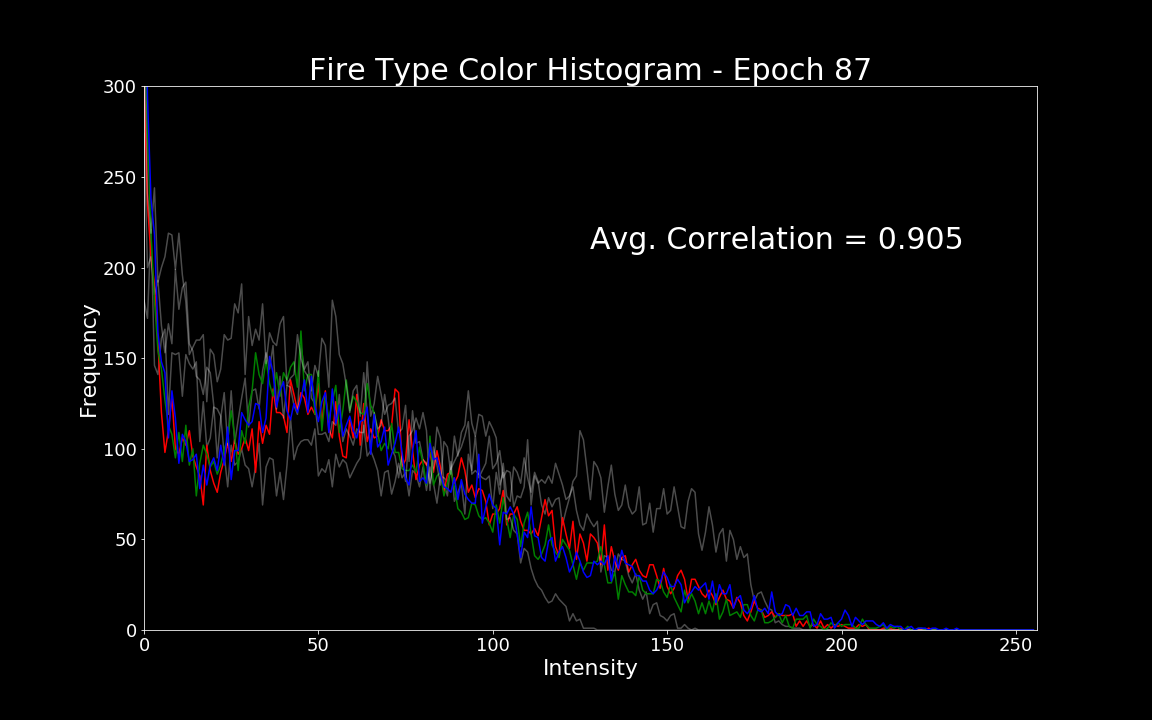 Fire Type Color Histogram - Epoch 87
300
250
200
150
100
50
0
Frequency
Avg. Correlation = 0.905
0 50 100 150 200 250
Intensity